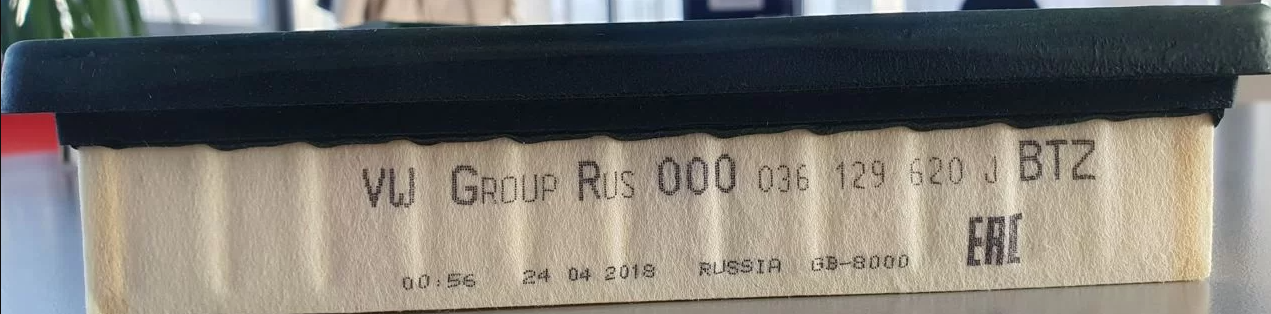 VW GROUP RUS 000 036 129 620 J BTZ
EAC
00:56 24 04 2018 RUSSIA GB-8000